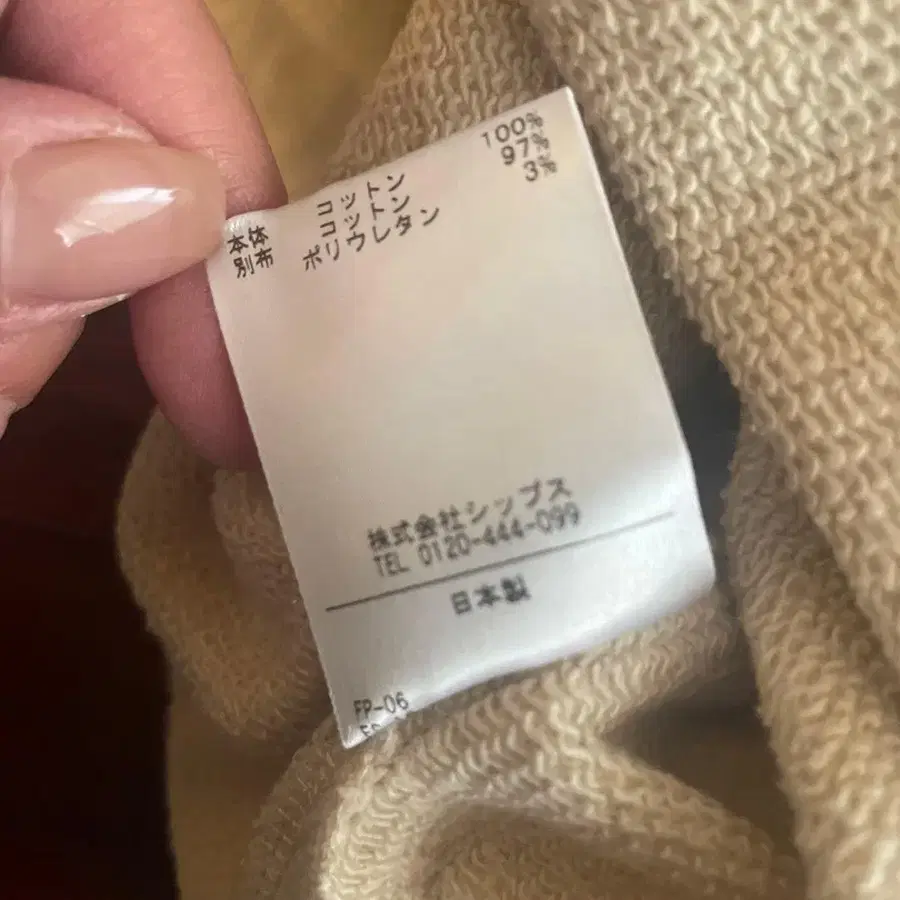 本体 コットン 100%
別布 コットン 97%
ポリウレタン 3%
株式会社シップス
TEL 0120-444-099
日本製
FP-06